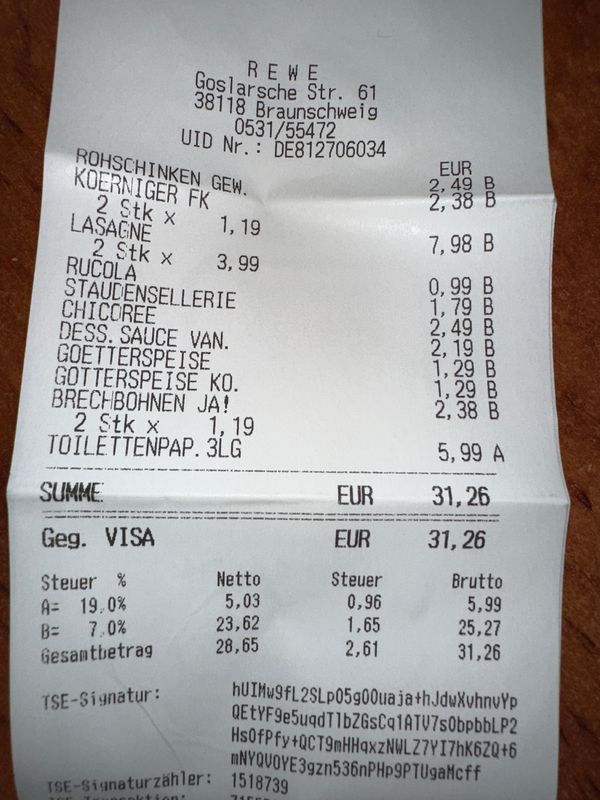 R E W E
Goslarsche Str. 61
38118 Braunschweig
0531/55472
UID Nr.: DE812706034
EUR
ROHSCHINKEN GEW. 2,49 B
KOERNIGER FK 2,38 B
2 Stk x 1,19
LASAGNE 7,98 B
2 Stk x 3,99
RUCOLA 0,99 B
STAUDENSELLERIE 1,79 B
CHICOREE 2,49 B
DESS. SAUCE VAN. 2,19 B
GOETTERSPEISE 1,29 B
GOTTERSPEISE KO. 1,29 B
BRECHBOHNEN JA! 2,38 B
2 Stk x 1,19
TOILETTENPAP. 3LG 5,99 A
SUMME EUR 31,26
Geg. VISA EUR 31,26
Steuer % Netto Steuer Brutto
A= 19,0% 5,03 0,96 5,99
B= 7,0% 23,62 1,65 25,27
Gesamtbetrag 28,65 2,61 31,26
TSE-Signatur: hUIMw9fL2SLpO5gOOuaja+hJdwXvhnvYp
QEtYF9e5uqdT1bZGsCq1ATV7sObpbbLP2
HsOfPfy+QCT9mHHqxzNWLZ7YI7hK6ZQ+6
mNYQVOYE3gzn536nPHp9PTUgaMcff
TSE-Signaturzähler: 1518739